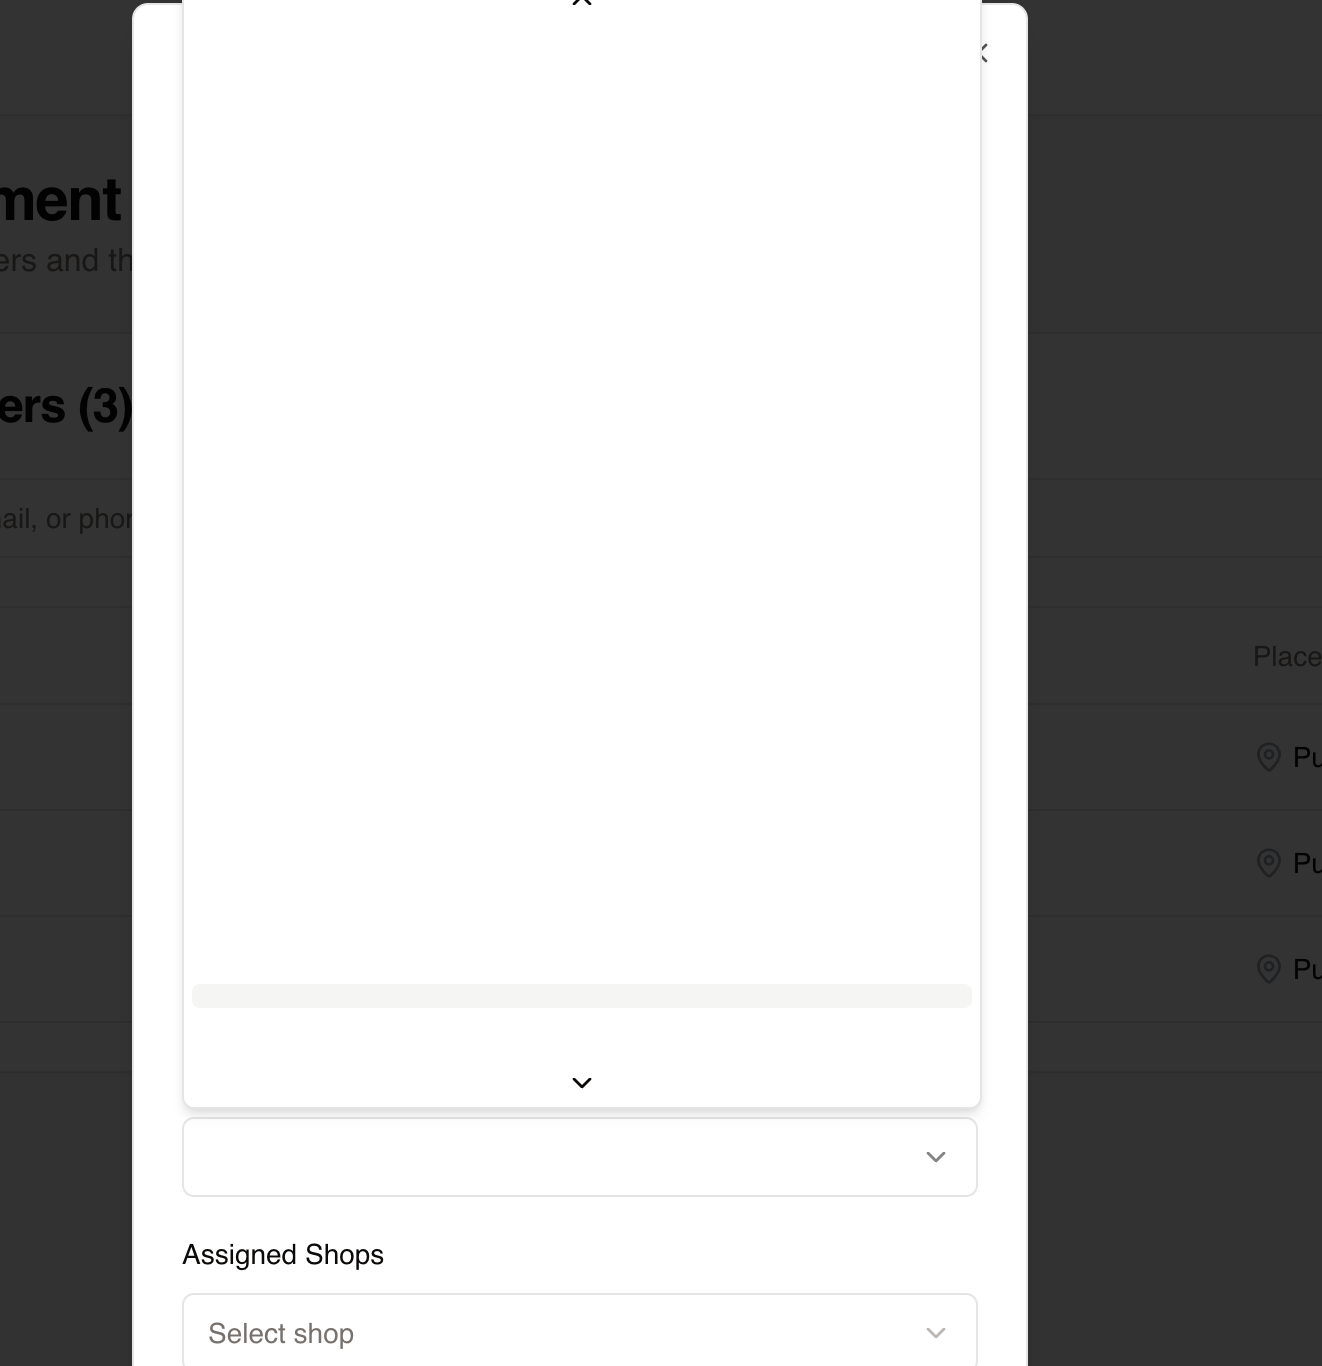 ment
ers and th
ers (3)
ail, or phor
Place
Pu
Pu
Pu
Assigned Shops
Select shop